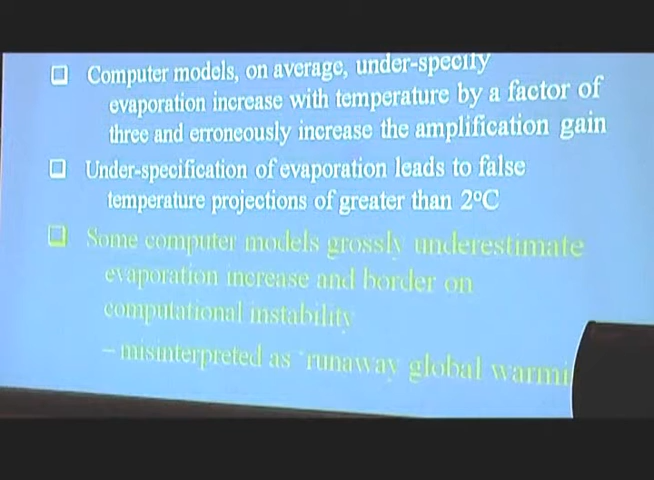 ❑ Computer models, on average, under-specify
evaporation increase with temperature by a factor of
three and erroneously increase the amplification gain
❑ Under-specification of evaporation leads to false
temperature projections of greater than 2°C
❑ Some computer models grossly underestimate
evaporation increase and border on
computational instability
– misinterpreted as 'runaway global warmi